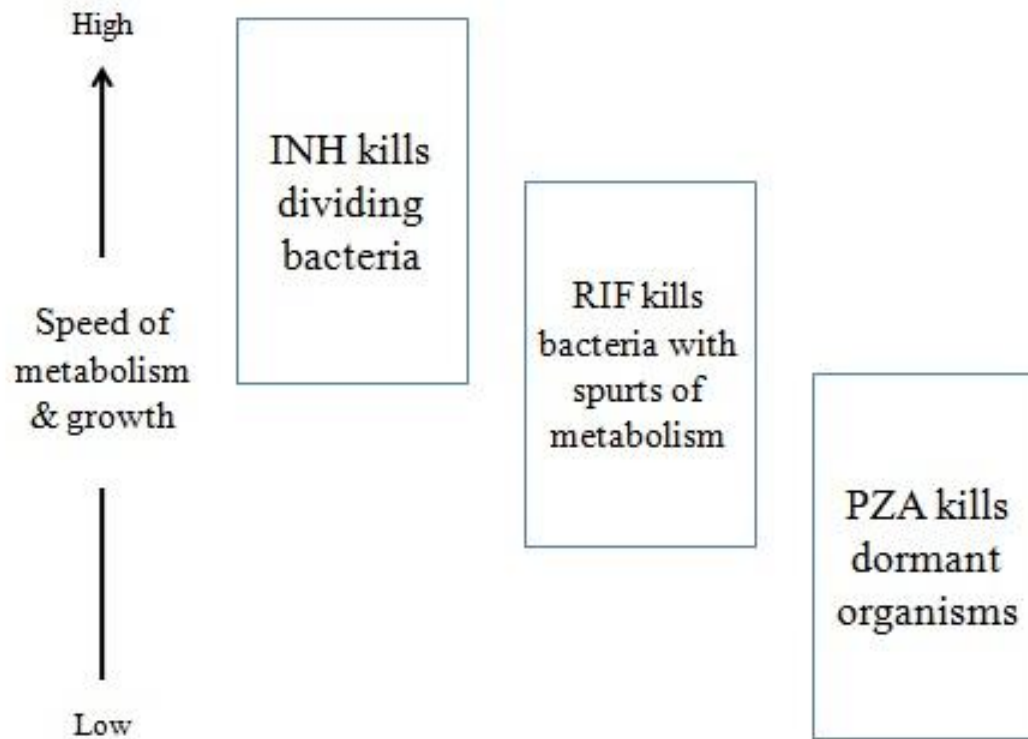 High
Speed of
metabolism
& growth
Low
INH kills
dividing
bacteria
RIF kills
bacteria with
spurts of
metabolism
PZA kills
dormant
organisms